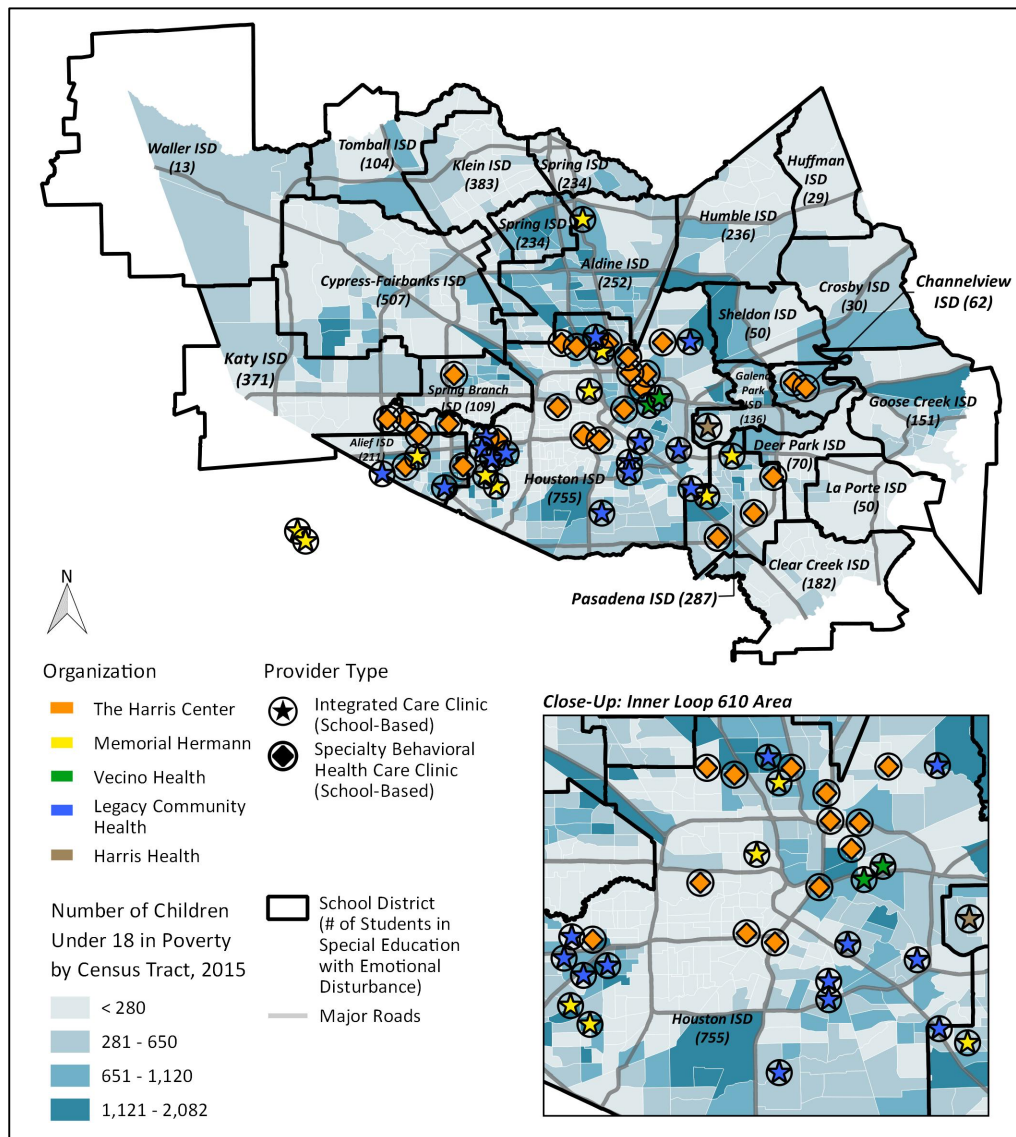 Waller ISD
(13)
Tomball ISD
(104)
Klein ISD
(383)
Spring ISD
(234)
Huffman
ISD
(29)
Spring ISD
(234)
Humble ISD
(236)
Aldine ISD
(252)
Cypress-Fairbanks ISD
(507)
Crosby ISD
(30)
Channelview
ISD (62)
Sheldon ISD
(50)
Katy ISD
(371)
Spring Branch
ISD (109)
Galena
Park
ISD
(136)
Goose Creek ISD
(151)
Alief ISD
(211)
Deer Park ISD
(70)
Houston ISD
(755)
La Porte ISD
(50)
Clear Creek ISD
(182)
Pasadena ISD (287)
N
Organization
The Harris Center
Memorial Hermann
Vecino Health
Legacy Community
Health
Harris Health
Provider Type
Integrated Care Clinic
(School-Based)
Specialty Behavioral
Health Care Clinic
(School-Based)
Number of Children
Under 18 in Poverty
by Census Tract, 2015
< 280
281 - 650
651 - 1,120
1,121 - 2,082
School District
(# of Students in
Special Education
with Emotional
Disturbance)
Major Roads
Close-Up: Inner Loop 610 Area
Houston ISD
(755)